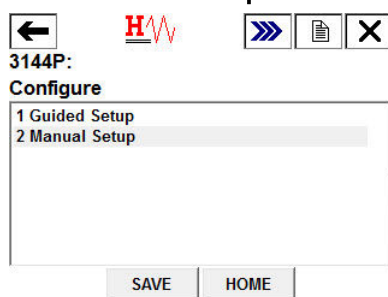 H
3144P:
Configure
1 Guided Setup
2 Manual Setup
SAVE HOME